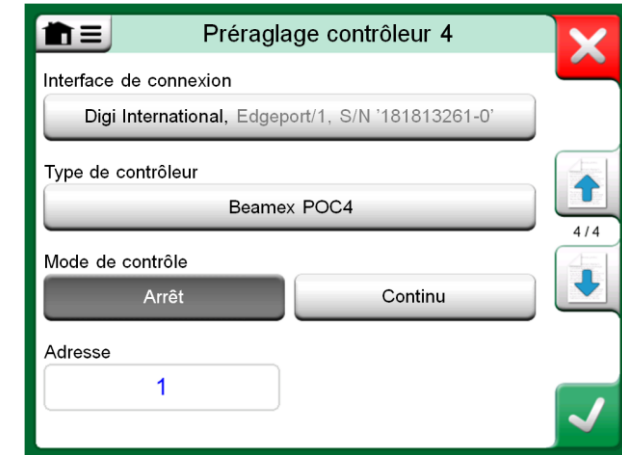 Préraglage contrôleur 4
Interface de connexion
Digi International, Edgeport/1, S/N '181813261-0'
Type de contrôleur
Beamex POC4
4 / 4
Mode de contrôle
Arrêt Continu
Adresse
1